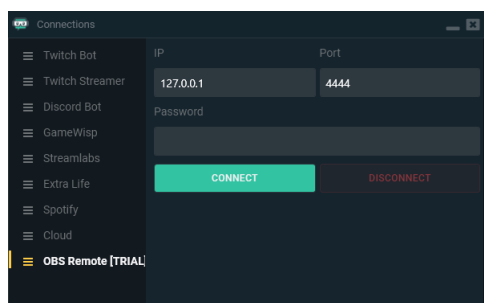 Connections
Twitch Bot
Twitch Streamer
Discord Bot
GameWisp
Streamlabs
Extra Life
Spotify
Cloud
OBS Remote [TRIAL]
IP
Port
127.0.0.1
4444
Password
CONNECT
DISCONNECT